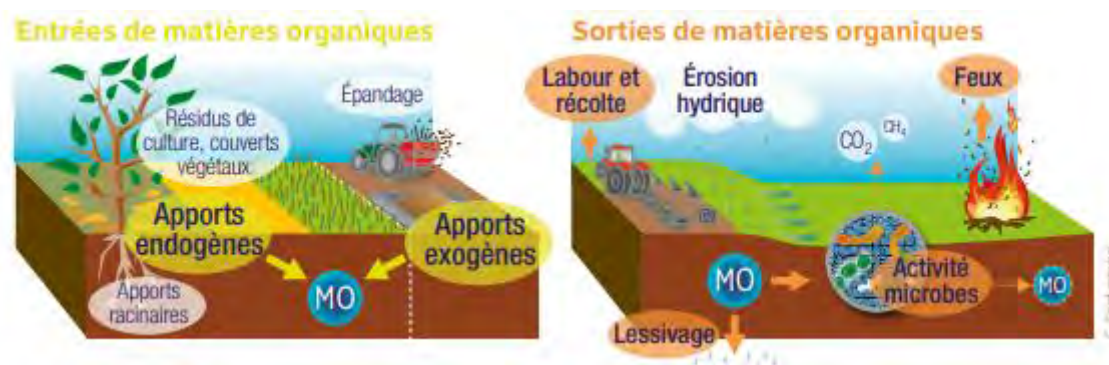 Entrées de matières organiques
Épandage
Résidus de
culture, couverts
végétaux
Apports
endogènes
Apports
exogènes
Apports
racinaires
MO
Sorties de matières organiques
Labour et
récolte
Érosion
hydrique
Feux
CO2
CH4
MO
Activité
microbes
MO
Lessivage